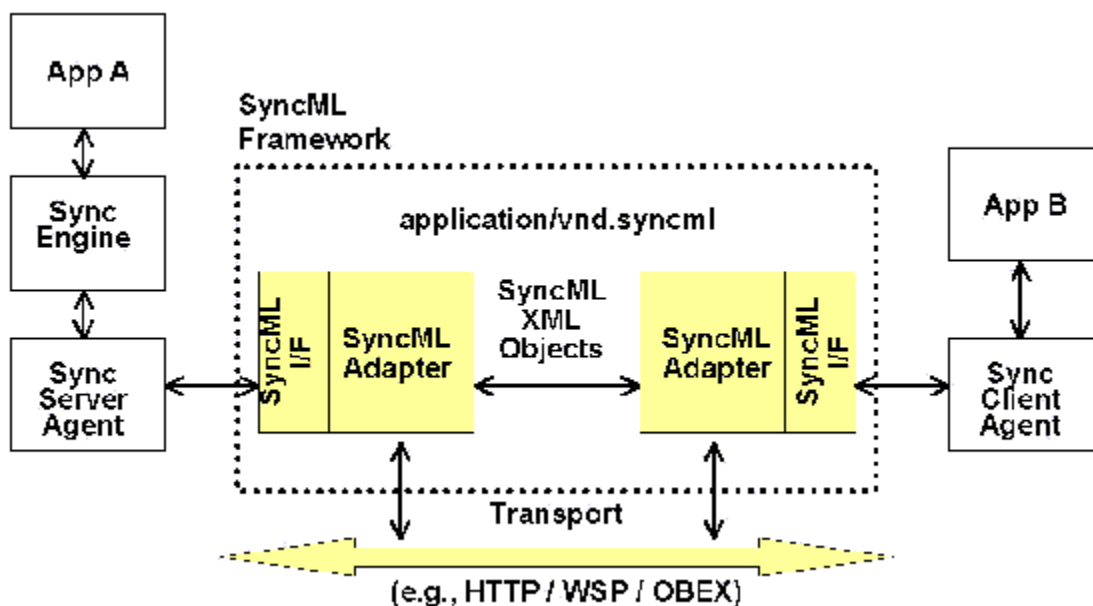 App A
SyncML
Framework
Sync
Engine
App B
application/vnd.syncml
SyncML
I/F
SyncML
Adapter
SyncML
XML
Objects
SyncML
Adapter
SyncML
I/F
Sync
Server
Agent
Sync
Client
Agent
Transport
(e.g., HTTP / WSP / OBEX)